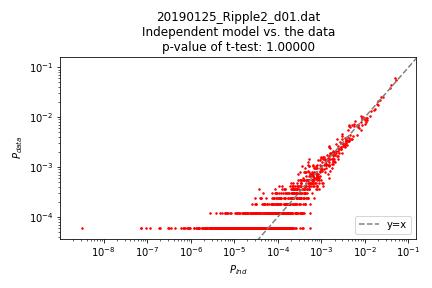 20190125_Ripple2_d01.dat
Independent model vs. the data
p-value of t-test: 1.00000
10⁻¹
10⁻²
10⁻³
10⁻⁴
P_data
y=x
10⁻⁸ 10⁻⁷ 10⁻⁶ 10⁻⁵ 10⁻⁴ 10⁻³ 10⁻² 10⁻¹
P_ind